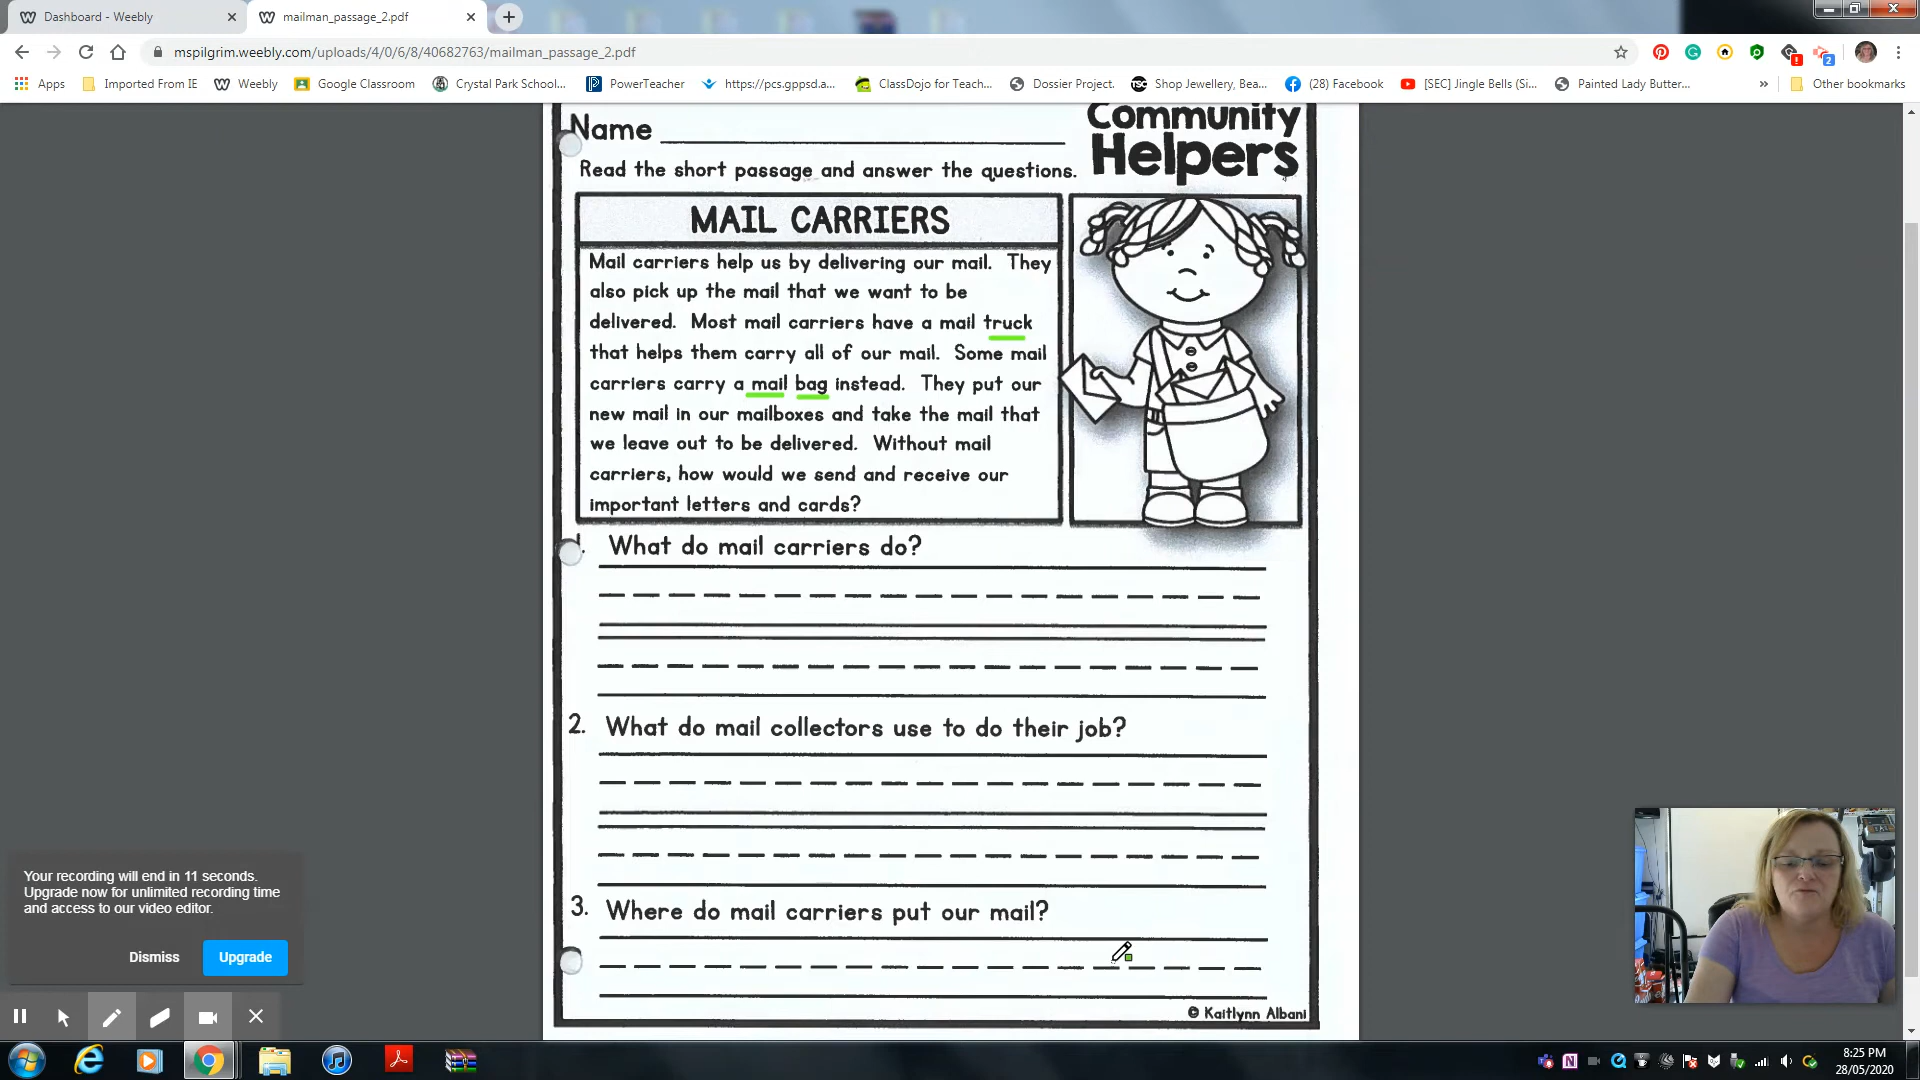 Dashboard - Weebly
mailman_passage_2.pdf
mspilgrim.weebly.com/uploads/4/0/6/8/40682763/mailman_passage_2.pdf
Apps
Imported From IE
Weebly
Google Classroom
Crystal Park School...
PowerTeacher
https://pcs.gppsd.a...
ClassDojo for Teach...
Dossier Project.
Shop Jewellery, Bea...
(28) Facebook
[SEC] Jingle Bells (Si...
Painted Lady Butter...
»
Other bookmarks
Name
Community
Helpers
Read the short passage and answer the questions.
MAIL CARRIERS
Mail carriers help us by delivering our mail. They
also pick up the mail that we want to be
delivered. Most mail carriers have a mail truck
that helps them carry all of our mail. Some mail
carriers carry a mail bag instead. They put our
new mail in our mailboxes and take the mail that
we leave out to be delivered. Without mail
carriers, how would we send and receive our
important letters and cards?
1. What do mail carriers do?
2. What do mail collectors use to do their job?
3. Where do mail carriers put our mail?
© Kaitlynn Albani
Your recording will end in 11 seconds.
Upgrade now for unlimited recording time
and access to our video editor.
Dismiss
Upgrade
8:25 PM
28/05/2020